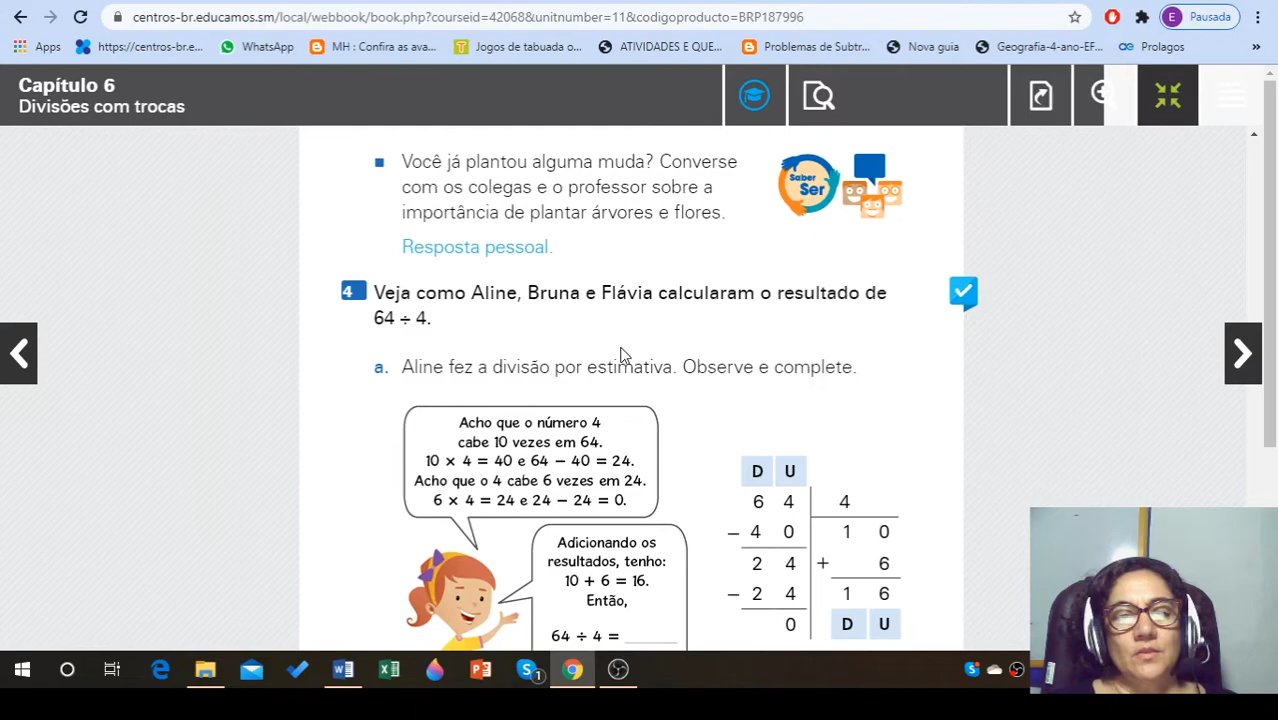 centros-br.educamos.sm/local/webbook/book.php?courseid=42068&unitnumber=11&codigoproducto=BRP187996
E Pausada
Apps
https://centros-br.e...
WhatsApp
MH : Confira as ava...
Jogos de tabuada o...
ATIVIDADES E QUE...
Problemas de Subtr...
Nova guia
Geografia-4-ano-EF...
Prolagos
»
Capítulo 6
Divisões com trocas
Você já plantou alguma muda? Converse
com os colegas e o professor sobre a
importância de plantar árvores e flores.
Saber
Ser
Resposta pessoal.
4 Veja como Aline, Bruna e Flávia calcularam o resultado de
64 ÷ 4.
a. Aline fez a divisão por estimativa. Observe e complete.
Acho que o número 4
cabe 10 vezes em 64.
10 × 4 = 40 e 64 − 40 = 24.
Acho que o 4 cabe 6 vezes em 24.
6 × 4 = 24 e 24 − 24 = 0.
Adicionando os
resultados, tenho:
10 + 6 = 16.
Então,
64 ÷ 4 = ______
D U
6 4 4
− 4 0 1 0
2 4 + 6
− 2 4 1 6
0 D U
1